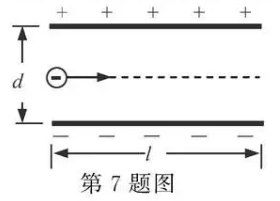 + + + + +
d
−
− − − − −
l
第7题图